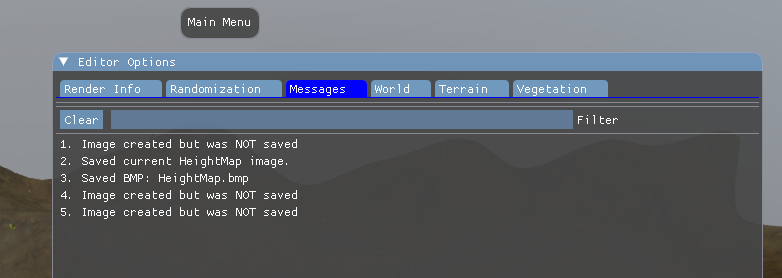 Main Menu
Editor Options
Render Info Randomization Messages World Terrain Vegetation
Clear Filter
1. Image created but was NOT saved
2. Saved current HeightMap image.
3. Saved BMP: HeightMap.bmp
4. Image created but was NOT saved
5. Image created but was NOT saved